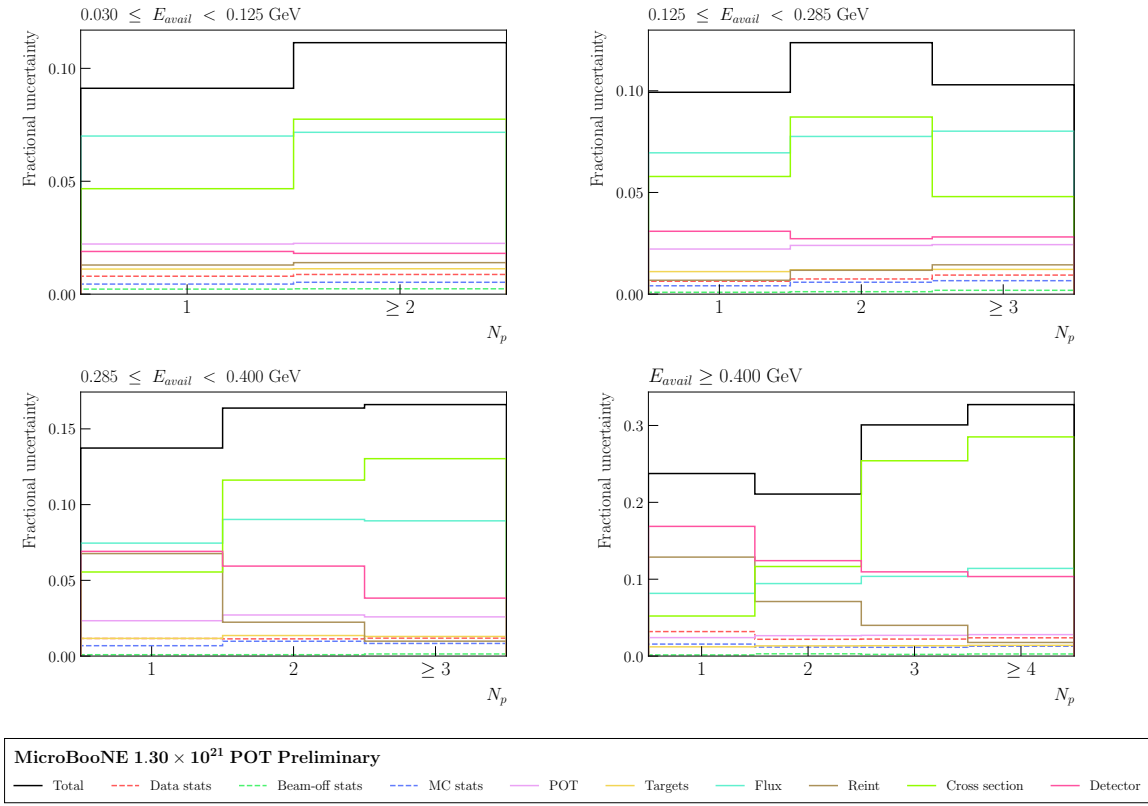 0.030 ≤ E_avail < 0.125 GeV
Fractional uncertainty
0.10
0.05
0.00
1
≥ 2
N_p
0.125 ≤ E_avail < 0.285 GeV
Fractional uncertainty
0.10
0.05
0.00
1
2
≥ 3
N_p
0.285 ≤ E_avail < 0.400 GeV
Fractional uncertainty
0.15
0.10
0.05
0.00
1
2
≥ 3
N_p
E_avail ≥ 0.400 GeV
Fractional uncertainty
0.3
0.2
0.1
0.0
1
2
3
≥ 4
N_p
MicroBooNE 1.30 × 10²¹ POT Preliminary
Total Data stats Beam-off stats MC stats POT Targets Flux Reint Cross section Detector